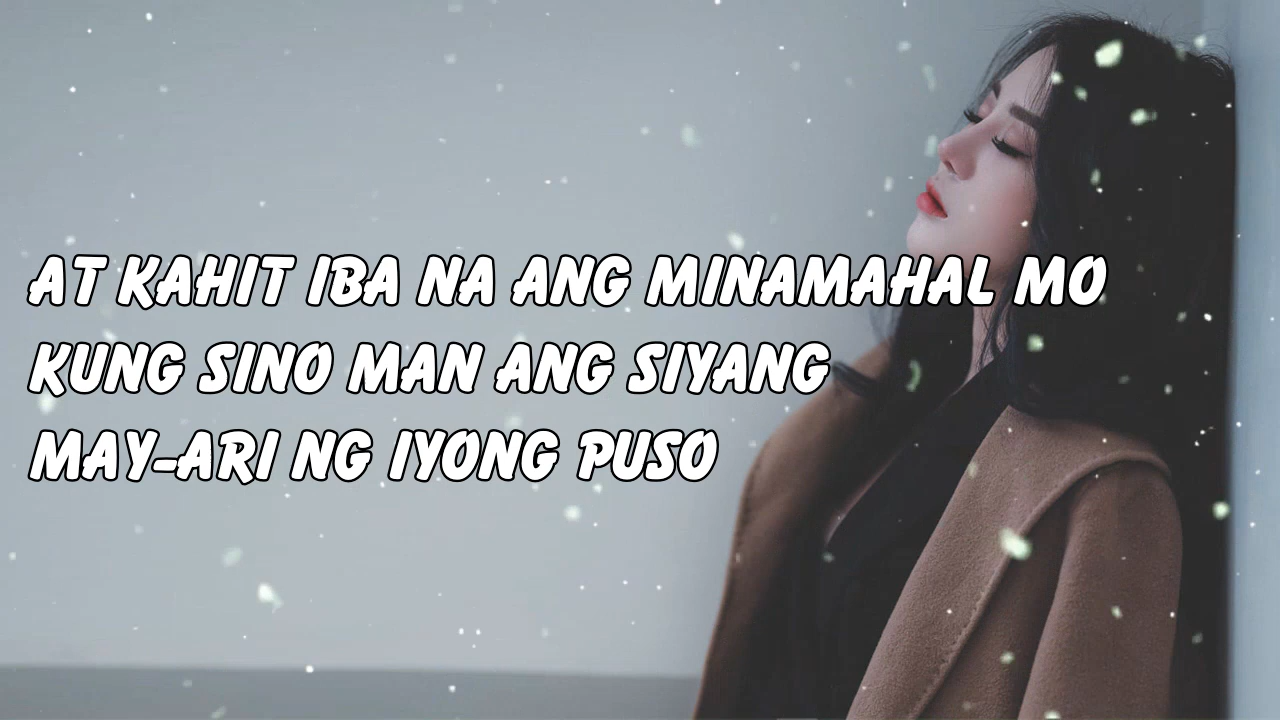 AT KAHIT IBA NA ANG MINAMAHAL MO
KUNG SINO MAN ANG SIYANG
MAY-ARI NG IYONG PUSO